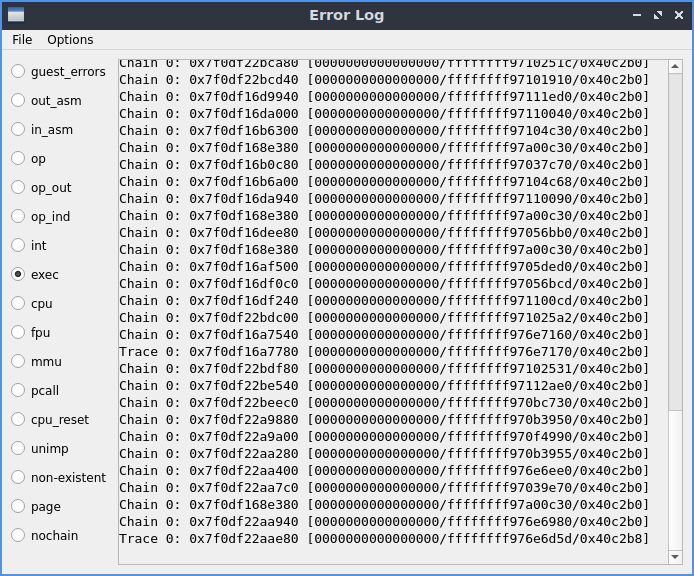 Error Log
File Options
guest_errors
out_asm
in_asm
op
op_out
op_ind
int
exec
cpu
fpu
mmu
pcall
cpu_reset
unimp
non-existent
page
nochain
Chain 0: 0x7f0df22bca80 [0000000000000000/ffffffff9710251c/0x40c2b0]
Chain 0: 0x7f0df22bcd40 [0000000000000000/ffffffff97101910/0x40c2b0]
Chain 0: 0x7f0df16d9940 [0000000000000000/ffffffff97111ed0/0x40c2b0]
Chain 0: 0x7f0df16da000 [0000000000000000/ffffffff97110040/0x40c2b0]
Chain 0: 0x7f0df16b6300 [0000000000000000/ffffffff97104c30/0x40c2b0]
Chain 0: 0x7f0df168e380 [0000000000000000/ffffffff97a00c30/0x40c2b0]
Chain 0: 0x7f0df16b0c80 [0000000000000000/ffffffff97037c70/0x40c2b0]
Chain 0: 0x7f0df16b6a00 [0000000000000000/ffffffff97104c68/0x40c2b0]
Chain 0: 0x7f0df16da940 [0000000000000000/ffffffff97110090/0x40c2b0]
Chain 0: 0x7f0df168e380 [0000000000000000/ffffffff97a00c30/0x40c2b0]
Chain 0: 0x7f0df16dee80 [0000000000000000/ffffffff97056bb0/0x40c2b0]
Chain 0: 0x7f0df168e380 [0000000000000000/ffffffff97a00c30/0x40c2b0]
Chain 0: 0x7f0df16af500 [0000000000000000/ffffffff9705ded0/0x40c2b0]
Chain 0: 0x7f0df16df0c0 [0000000000000000/ffffffff97056bcd/0x40c2b0]
Chain 0: 0x7f0df16df240 [0000000000000000/ffffffff971100cd/0x40c2b0]
Chain 0: 0x7f0df22bdc00 [0000000000000000/ffffffff971025a2/0x40c2b0]
Chain 0: 0x7f0df16a7540 [0000000000000000/ffffffff976e7160/0x40c2b0]
Trace 0: 0x7f0df16a7780 [0000000000000000/ffffffff976e7170/0x40c2b0]
Chain 0: 0x7f0df22bdf80 [0000000000000000/ffffffff97102531/0x40c2b0]
Chain 0: 0x7f0df22be540 [0000000000000000/ffffffff97112ae0/0x40c2b0]
Chain 0: 0x7f0df22beec0 [0000000000000000/ffffffff970bc730/0x40c2b0]
Chain 0: 0x7f0df22a9880 [0000000000000000/ffffffff970b3950/0x40c2b0]
Chain 0: 0x7f0df22a9a00 [0000000000000000/ffffffff970f4990/0x40c2b0]
Chain 0: 0x7f0df22aa280 [0000000000000000/ffffffff970b3955/0x40c2b0]
Chain 0: 0x7f0df22aa400 [0000000000000000/ffffffff976e6ee0/0x40c2b0]
Chain 0: 0x7f0df22aa7c0 [0000000000000000/ffffffff97039e70/0x40c2b0]
Chain 0: 0x7f0df168e380 [0000000000000000/ffffffff97a00c30/0x40c2b0]
Chain 0: 0x7f0df22aa940 [0000000000000000/ffffffff976e6980/0x40c2b0]
Trace 0: 0x7f0df22aae80 [0000000000000000/ffffffff976e6d5d/0x40c2b8]